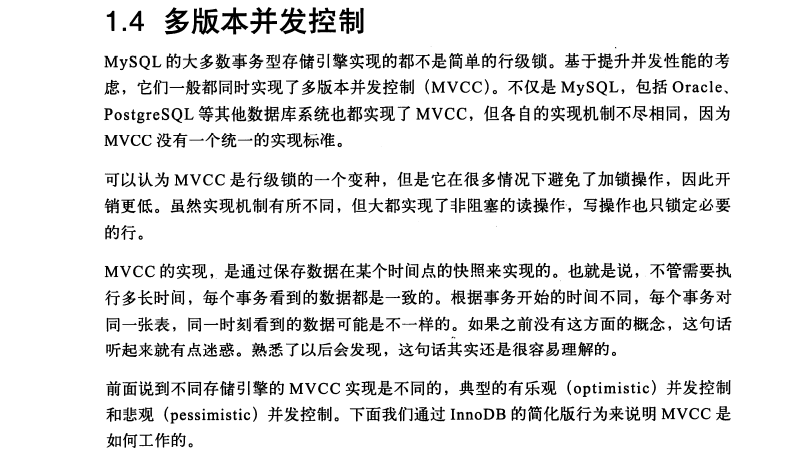 1.4 多版本并发控制
MySQL 的大多数事务型存储引擎实现的都不是简单的行级锁。基于提升并发性能的考
虑，它们一般都同时实现了多版本并发控制（MVCC）。不仅是 MySQL，包括 Oracle、
PostgreSQL 等其他数据库系统也都实现了 MVCC，但各自的实现机制不尽相同，因为
MVCC 没有一个统一的实现标准。
可以认为 MVCC 是行级锁的一个变种，但是它在很多情况下避免了加锁操作，因此开
销更低。虽然实现机制有所不同，但大都实现了非阻塞的读操作，写操作也只锁定必要
的行。
MVCC 的实现，是通过保存数据在某个时间点的快照来实现的。也就是说，不管需要执
行多长时间，每个事务看到的数据都是一致的。根据事务开始的时间不同，每个事务对
同一张表，同一时刻看到的数据可能是不一样的。如果之前没有这方面的概念，这句话
听起来就有点迷惑。熟悉了以后会发现，这句话其实还是很容易理解的。
前面说到不同存储引擎的 MVCC 实现是不同的，典型的有乐观（optimistic）并发控制
和悲观（pessimistic）并发控制。下面我们通过 InnoDB 的简化版行为来说明 MVCC 是
如何工作的。